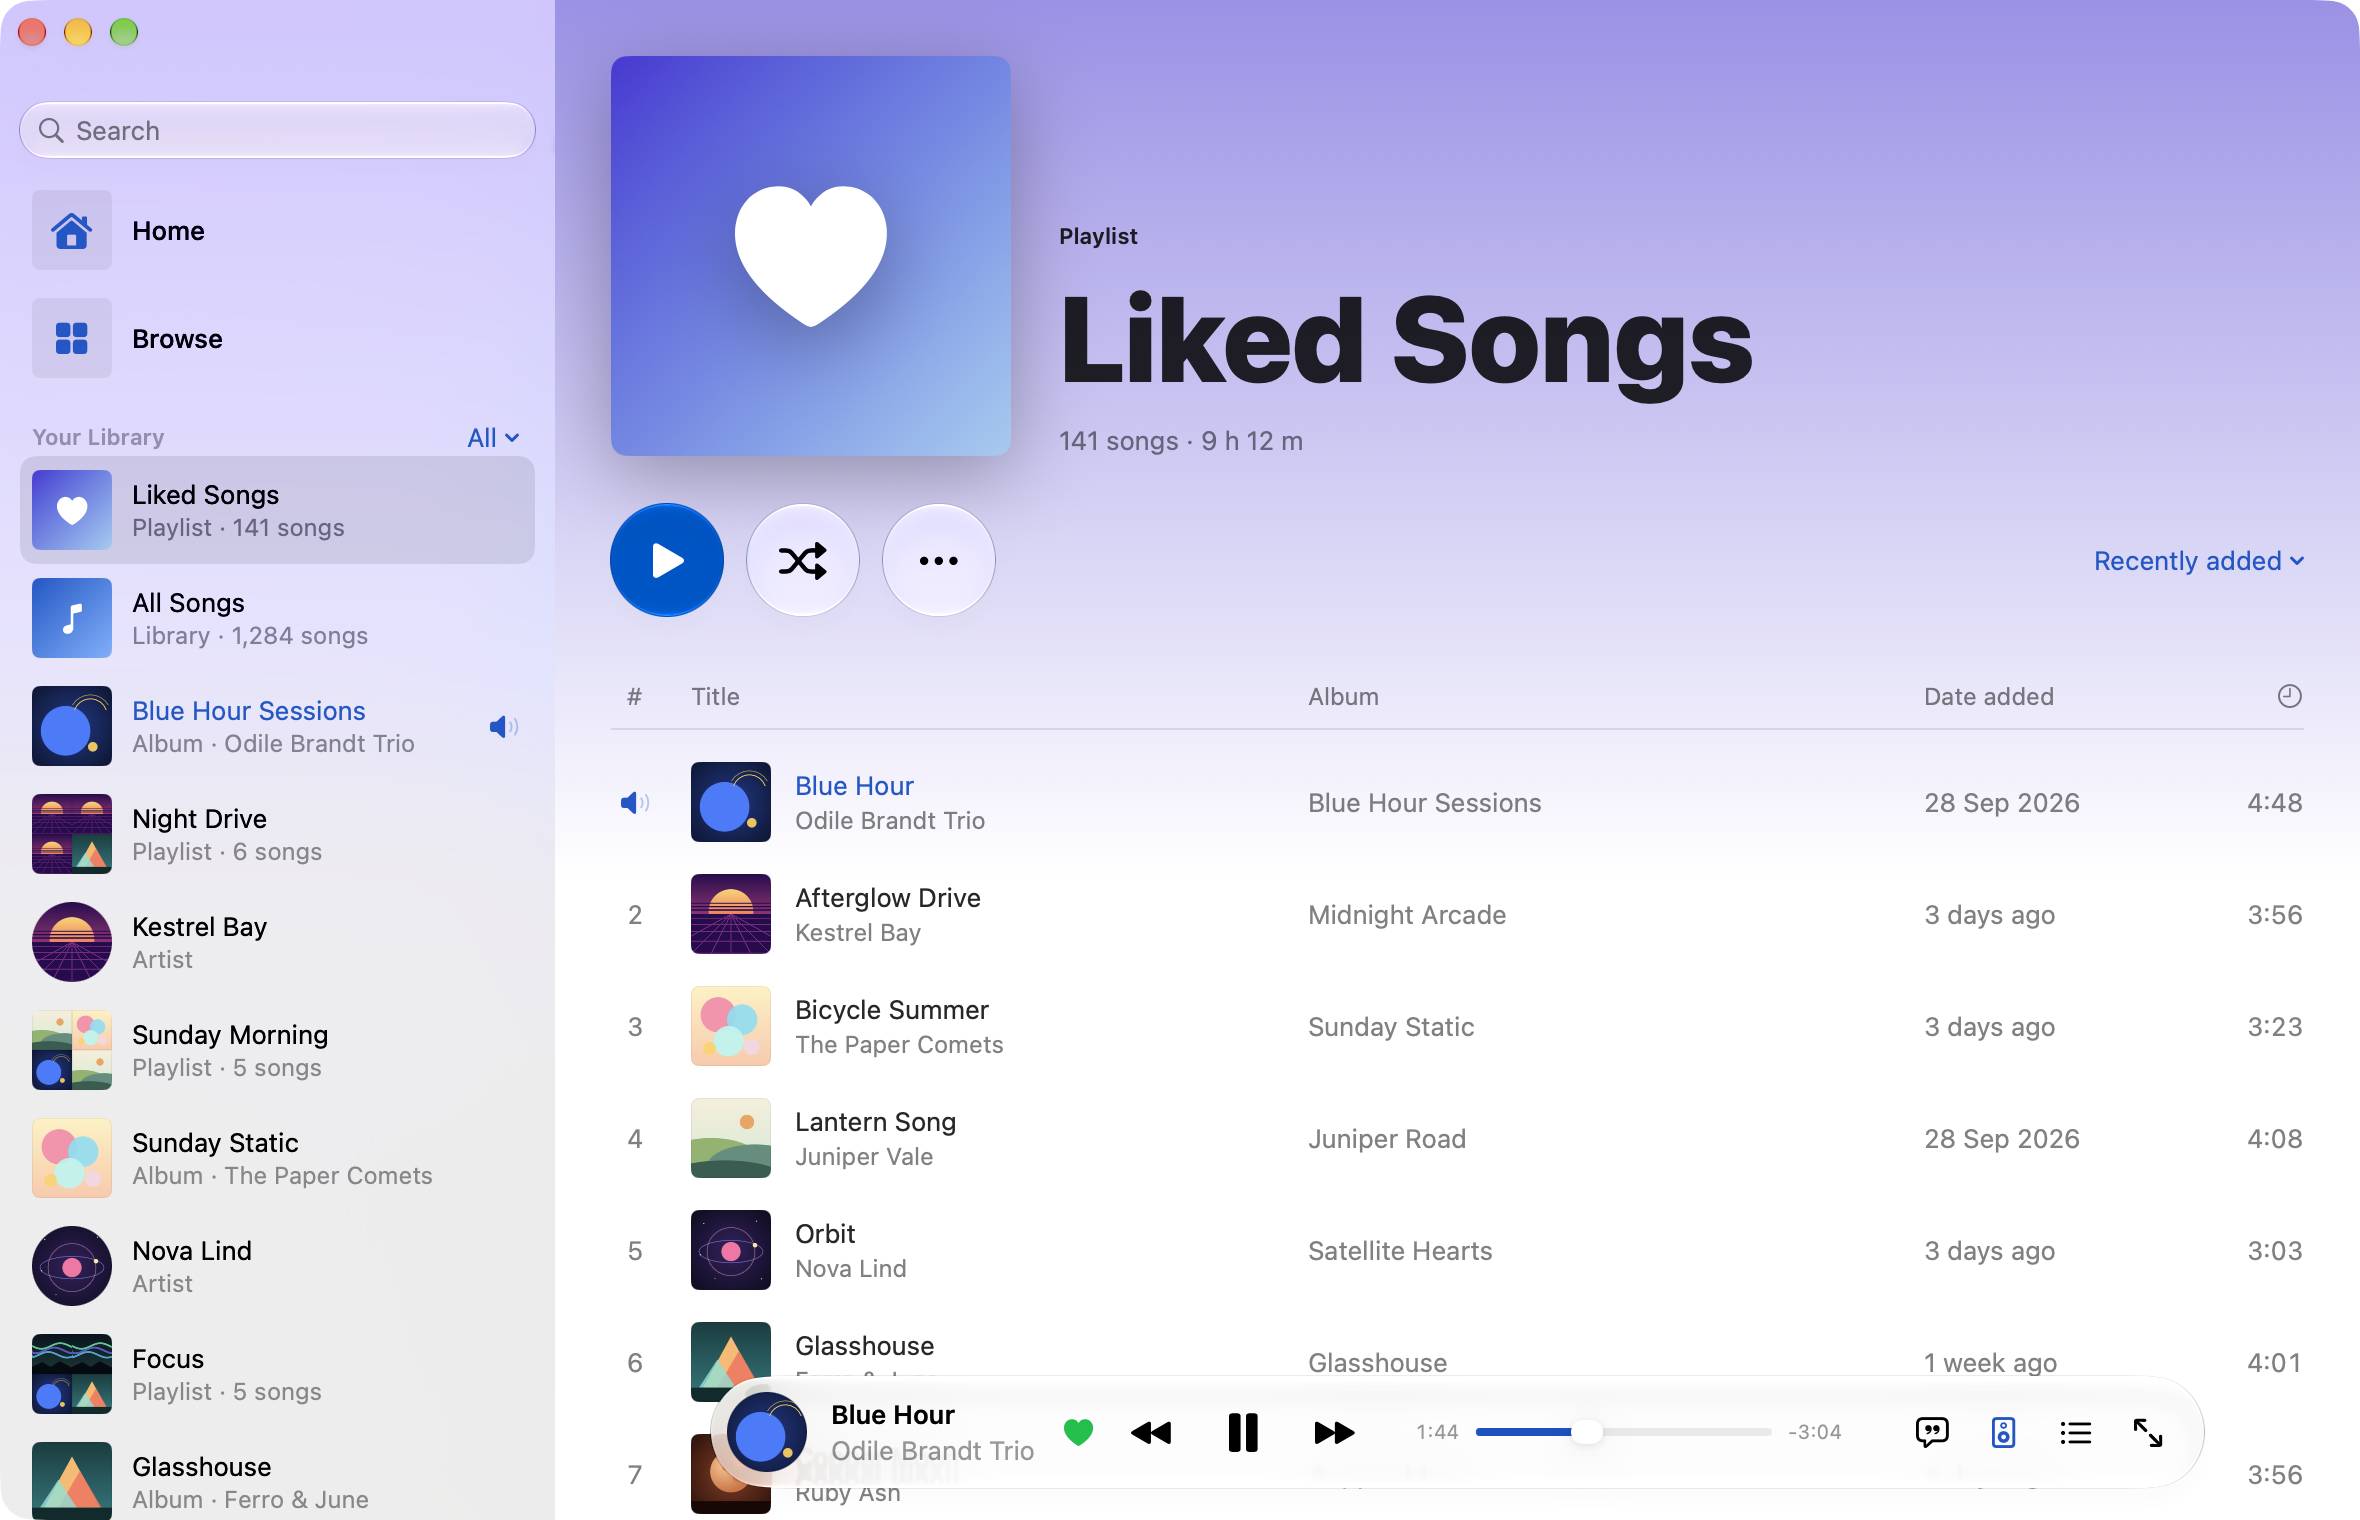 Search
Home
Browse
Your Library
All
Liked Songs
Playlist · 141 songs
All Songs
Library · 1,284 songs
Blue Hour Sessions
Album · Odile Brandt Trio
Night Drive
Playlist · 6 songs
Kestrel Bay
Artist
Sunday Morning
Playlist · 5 songs
Sunday Static
Album · The Paper Comets
Nova Lind
Artist
Focus
Playlist · 5 songs
Glasshouse
Album · Ferro & June
Playlist
Liked Songs
141 songs · 9 h 12 m
Recently added
# Title Album Date added
Blue Hour
Odile Brandt Trio
Blue Hour Sessions 28 Sep 2026 4:48
2 Afterglow Drive
Kestrel Bay
Midnight Arcade 3 days ago 3:56
3 Bicycle Summer
The Paper Comets
Sunday Static 3 days ago 3:23
4 Lantern Song
Juniper Vale
Juniper Road 28 Sep 2026 4:08
5 Orbit
Nova Lind
Satellite Hearts 3 days ago 3:03
6 Glasshouse
Glasshouse 1 week ago 4:01
7
Ruby Ash
3:56
Blue Hour
Odile Brandt Trio
1:44 -3:04